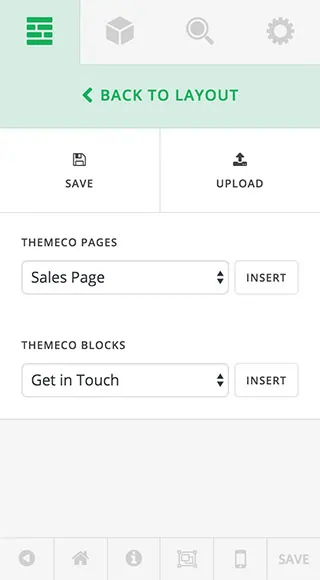 BACK TO LAYOUT
SAVE UPLOAD
THEMECO PAGES
Sales Page INSERT
THEMECO BLOCKS
Get in Touch INSERT
SAVE